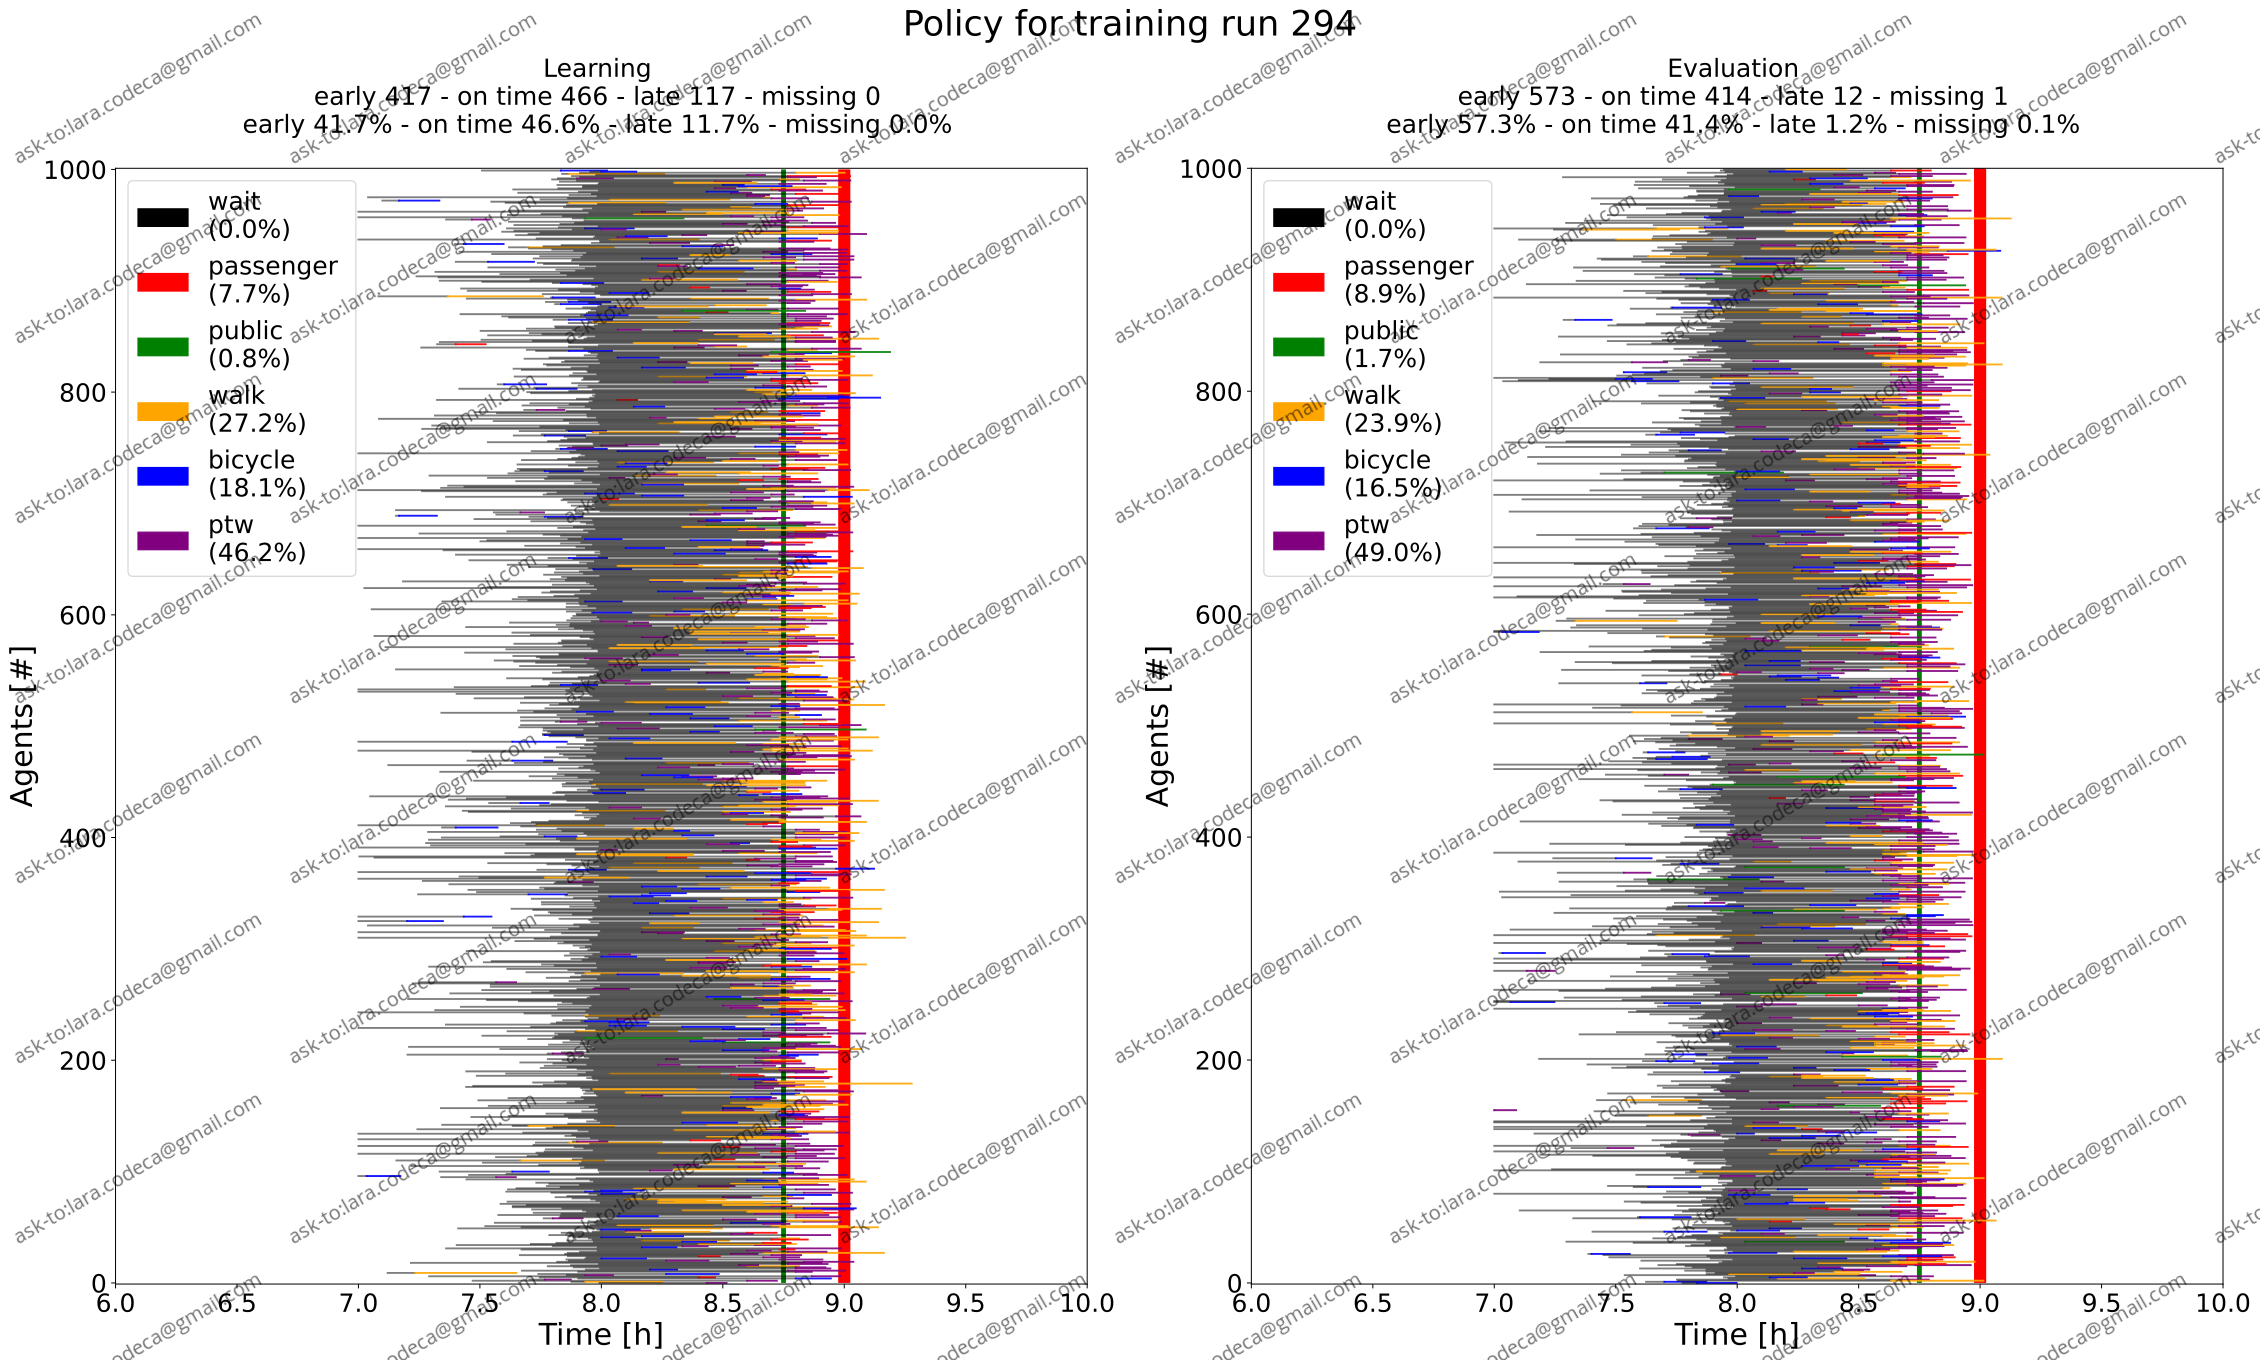 Policy for training run 294
Learning
early 417 - on time 466 - late 117 - missing 0
early 41.7% - on time 46.6% - late 11.7% - missing 0.0%
Agents [#]
1000
800
600
400
200
0
wait
(0.0%)
passenger
(7.7%)
public
(0.8%)
walk
(27.2%)
bicycle
(18.1%)
ptw
(46.2%)
6.0 6.5 7.0 7.5 8.0 8.5 9.0 9.5 10.0
Time [h]
Evaluation
early 573 - on time 414 - late 12 - missing 1
early 57.3% - on time 41.4% - late 1.2% - missing 0.1%
Agents [#]
1000
800
600
400
200
0
wait
(0.0%)
passenger
(8.9%)
public
(1.7%)
walk
(23.9%)
bicycle
(16.5%)
ptw
(49.0%)
6.0 6.5 7.0 7.5 8.0 8.5 9.0 9.5 10.0
Time [h]
ask-to:lara.codeca@gmail.com